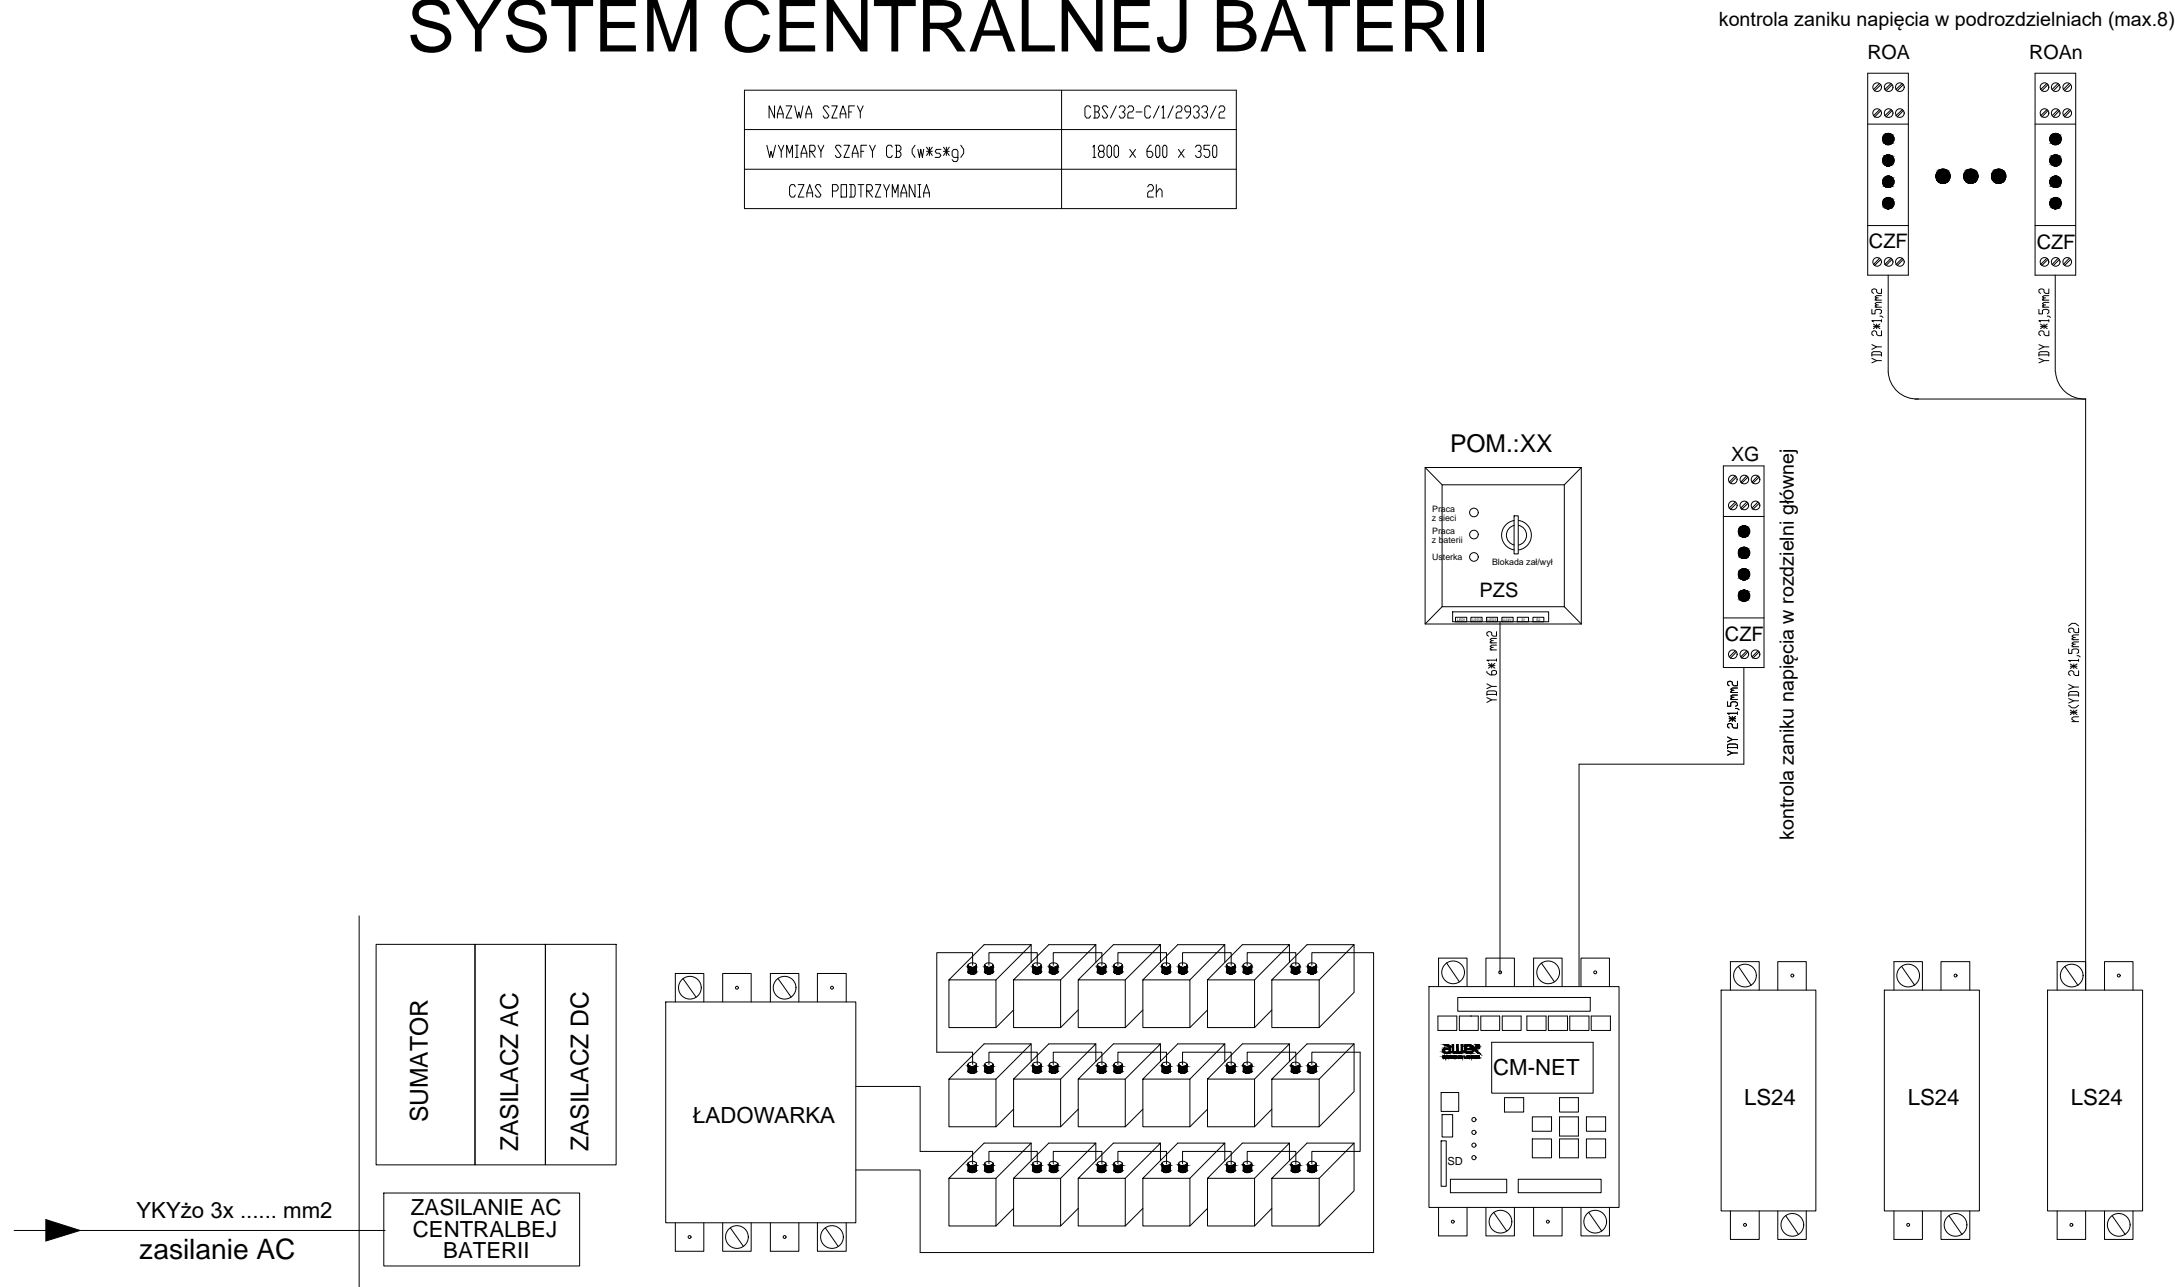 SYSTEM CENTRALNEJ BATERII
kontrola zaniku napięcia w podrozdzielniach (max.8)
ROA
ROAn
NAZWA SZAFY CBS/32-C/1/2933/2
WYMIARY SZAFY CB (w*s*g) 1800 x 600 x 350
CZAS PODTRZYMANIA 2h
CZF
CZF
YDY 2*1,5mm2
YDY 2*1,5mm2
POM.:XX
Praca
z sieci
Praca
z baterii
Usterka
Blokada zał/wył
PZS
YDY 6*1 mm2
XG
CZF
YDY 2*1,5mm2
kontrola zaniku napięcia w rozdzielni głównej
n*(YDY 2*1,5mm2)
SUMATOR
ZASILACZ AC
ZASILACZ DC
ŁADOWARKA
awex
CM-NET
SD
LS24
LS24
LS24
YKYżo 3x ...... mm2
zasilanie AC
ZASILANIE AC
CENTRALBEJ
BATERII